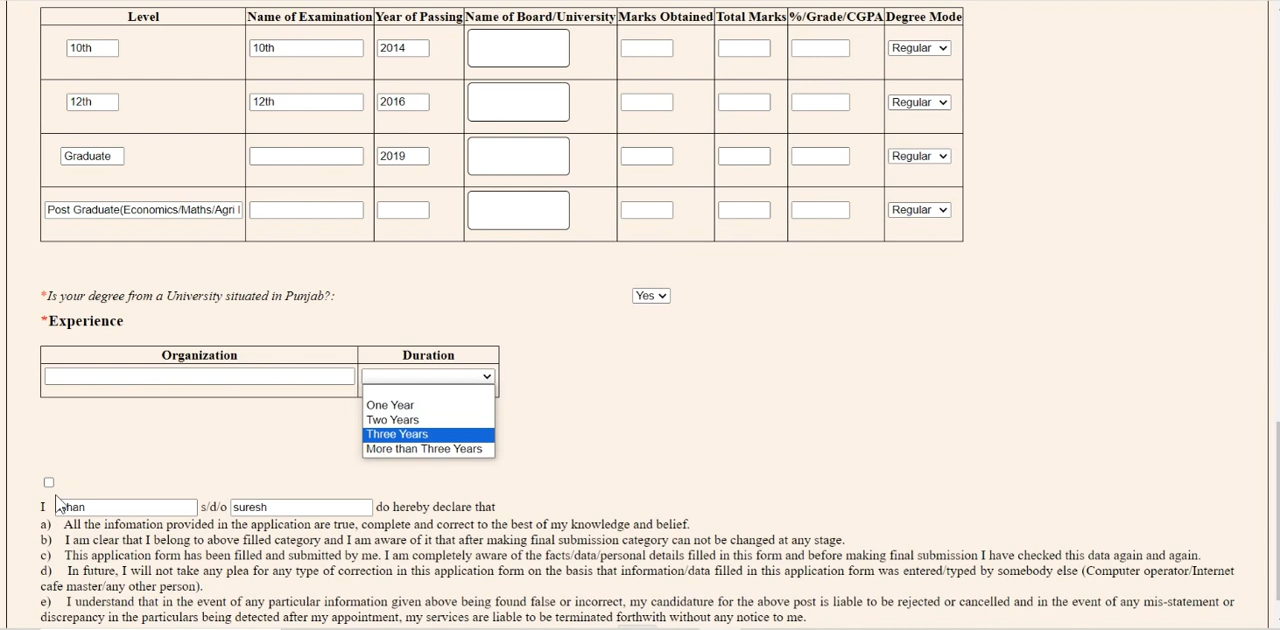 Level Name of Examination Year of Passing Name of Board/University Marks Obtained Total Marks %/Grade/CGPA Degree Mode
10th 10th 2014 Regular
12th 12th 2016 Regular
Graduate 2019 Regular
Post Graduate(Economics/Maths/Agri Regular
*Is your degree from a University situated in Punjab?: Yes
*Experience
Organization Duration
One Year
Two Years
Three Years
More than Three Years
I han s/d/o suresh do hereby declare that
a) All the infomation provided in the application are true, complete and correct to the best of my knowledge and belief.
b) I am clear that I belong to above filled category and I am aware of it that after making final submission category can not be changed at any stage.
c) This application form has been filled and submitted by me. I am completely aware of the facts/data/personal details filled in this form and before making final submission I have checked this data again and again.
d) In future, I will not take any plea for any type of correction in this application form on the basis that information/data filled in this application form was entered/typed by somebody else (Computer operator/Internet
cafe master/any other person).
e) I understand that in the event of any particular information given above being found false or incorrect, my candidature for the above post is liable to be rejected or cancelled and in the event of any mis-statement or
discrepancy in the particulars being detected after my appointment, my services are liable to be terminated forthwith without any notice to me.